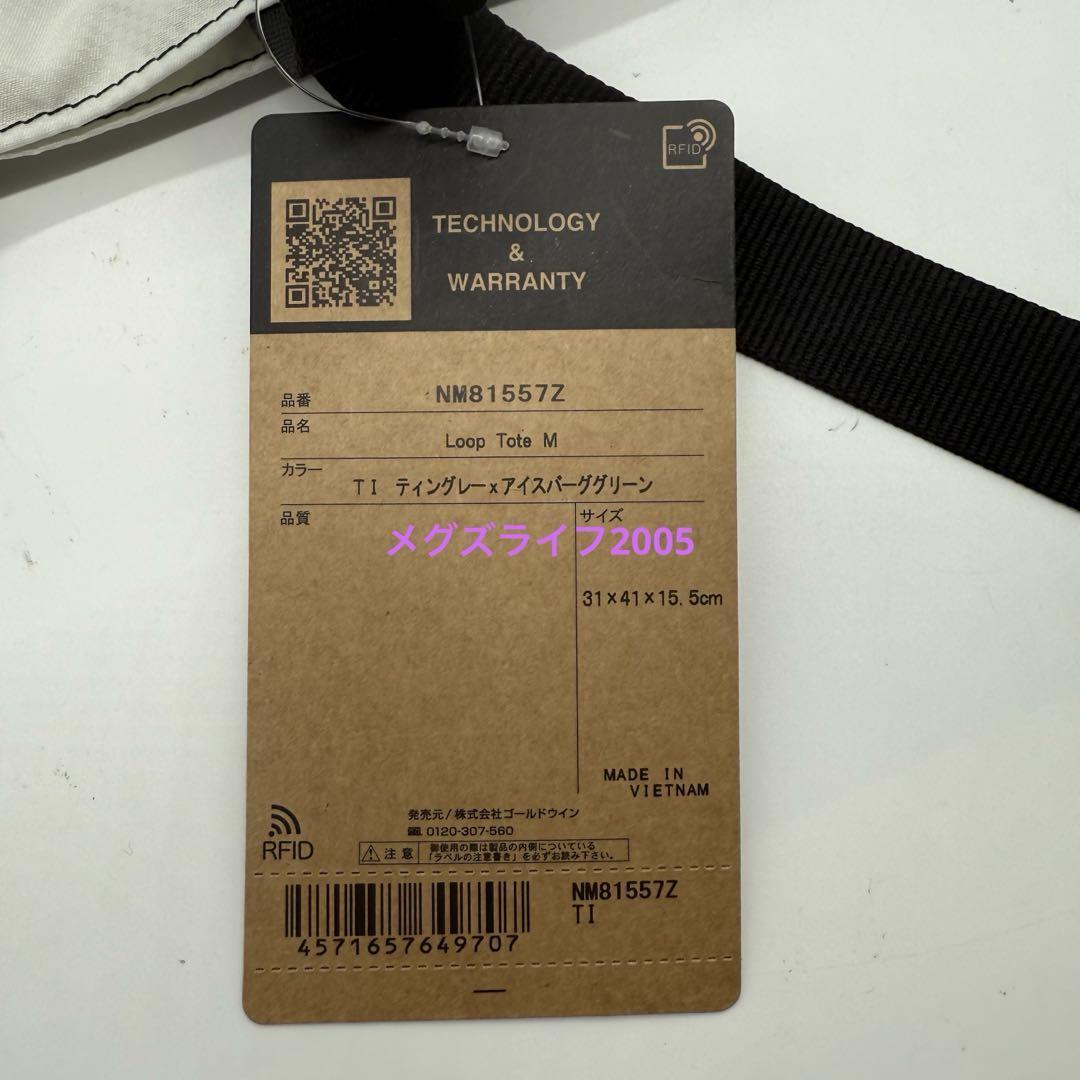 RFID
TECHNOLOGY
&
WARRANTY
品番 NM81557Z
品名 Loop Tote M
カラー TI ティングレーxアイスバーググリーン
品質 サイズ
メグズライフ2005
31×41×15.5cm
MADE IN
VIETNAM
発売元/株式会社ゴールドウイン
0120-307-560
RFID
注意 御使用の際は製品の内側についている
「ラベルの注意書き」を必ずお読み下さい。
NM81557Z
TI
4571657649707